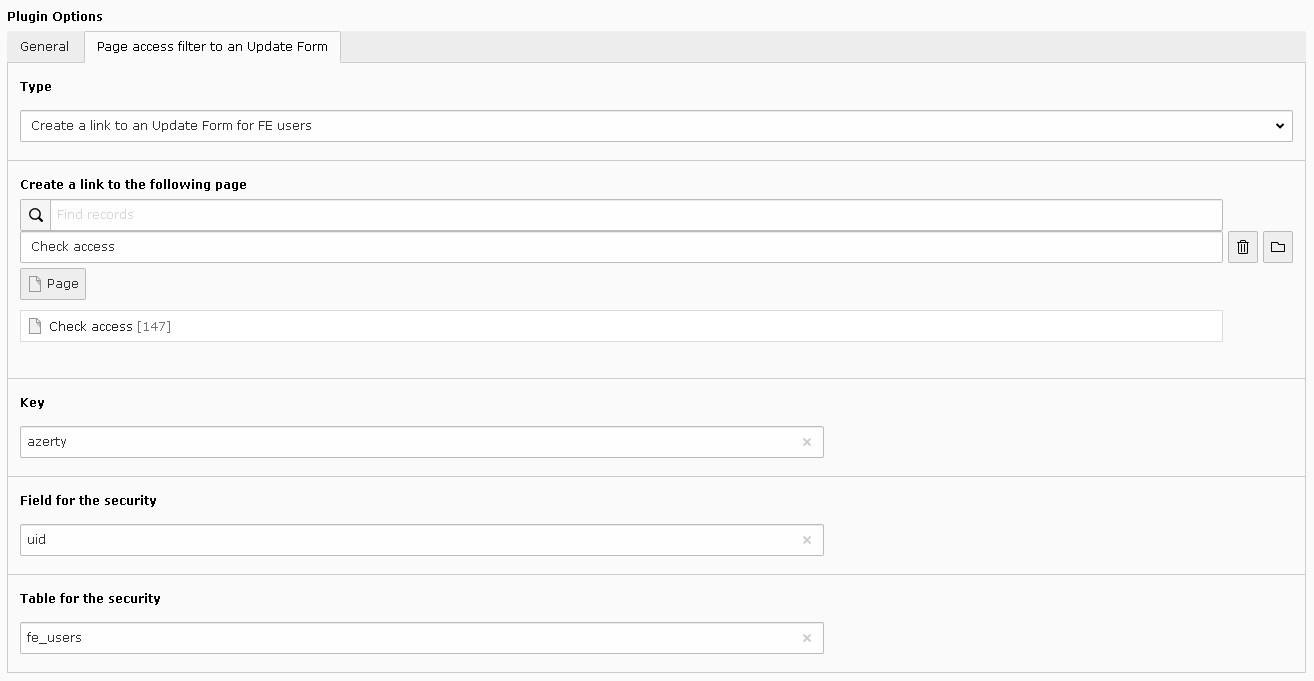 Plugin Options
General Page access filter to an Update Form
Type
Create a link to an Update Form for FE users
Create a link to the following page
Find records
Check access
Page
Check access [147]
Key
azerty
Field for the security
uid
Table for the security
fe_users